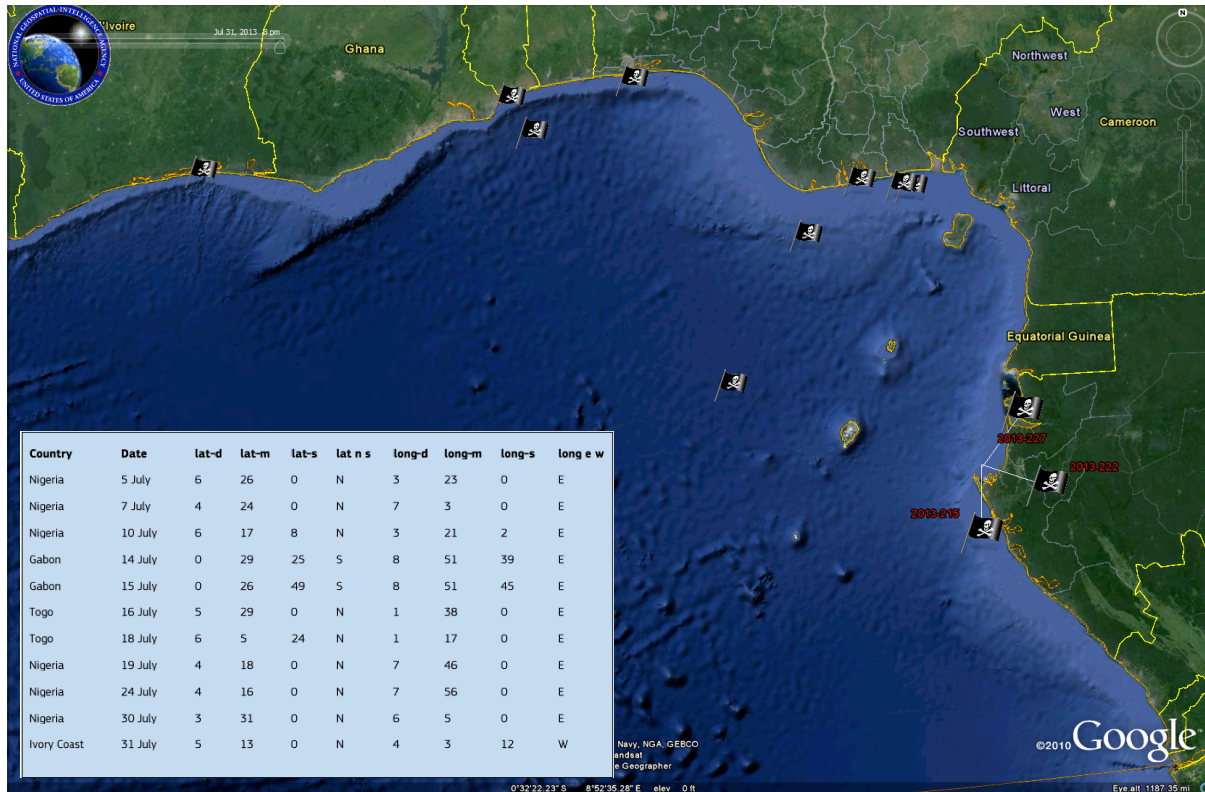 NATIONAL GEOSPATIAL-INTELLIGENCE AGENCY
UNITED STATES OF AMERICA
d'Ivoire
Jul 31, 2013 8 pm
N
Ghana
Northwest
West
Cameroon
Southwest
Littoral
Equatorial Guinea
2013-227
2013-222
2013-215
Country Date lat-d lat-m lat-s lat n s long-d long-m long-s long e w
Nigeria 5 July 6 26 0 N 3 23 0 E
Nigeria 7 July 4 24 0 N 7 3 0 E
Nigeria 10 July 6 17 8 N 3 21 2 E
Gabon 14 July 0 29 25 S 8 51 39 E
Gabon 15 July 0 26 49 S 8 51 45 E
Togo 16 July 5 29 0 N 1 38 0 E
Togo 18 July 6 5 24 N 1 17 0 E
Nigeria 19 July 4 18 0 N 7 46 0 E
Nigeria 24 July 4 16 0 N 7 56 0 E
Nigeria 30 July 3 31 0 N 6 5 0 E
Ivory Coast 31 July 5 13 0 N 4 3 12 W
Navy, NGA, GEBCO
andsat
e Geographer
©2010 Google™
0°32'22.23" S 8°52'35.28" E elev 0 ft
Eye alt 1187.35 mi